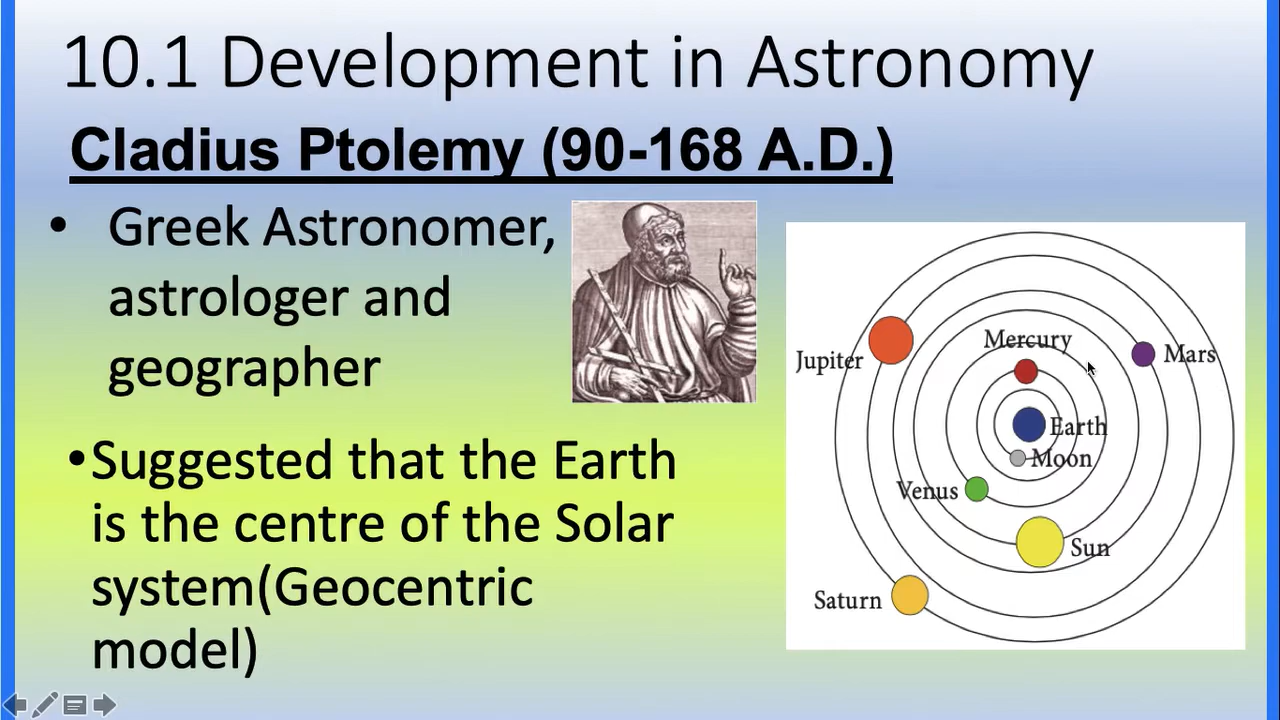 10.1 Development in Astronomy
Cladius Ptolemy (90-168 A.D.)
• Greek Astronomer,
astrologer and
geographer
•Suggested that the Earth
is the centre of the Solar
system(Geocentric
model)
Mercury
Jupiter
Mars
Earth
Moon
Venus
Sun
Saturn